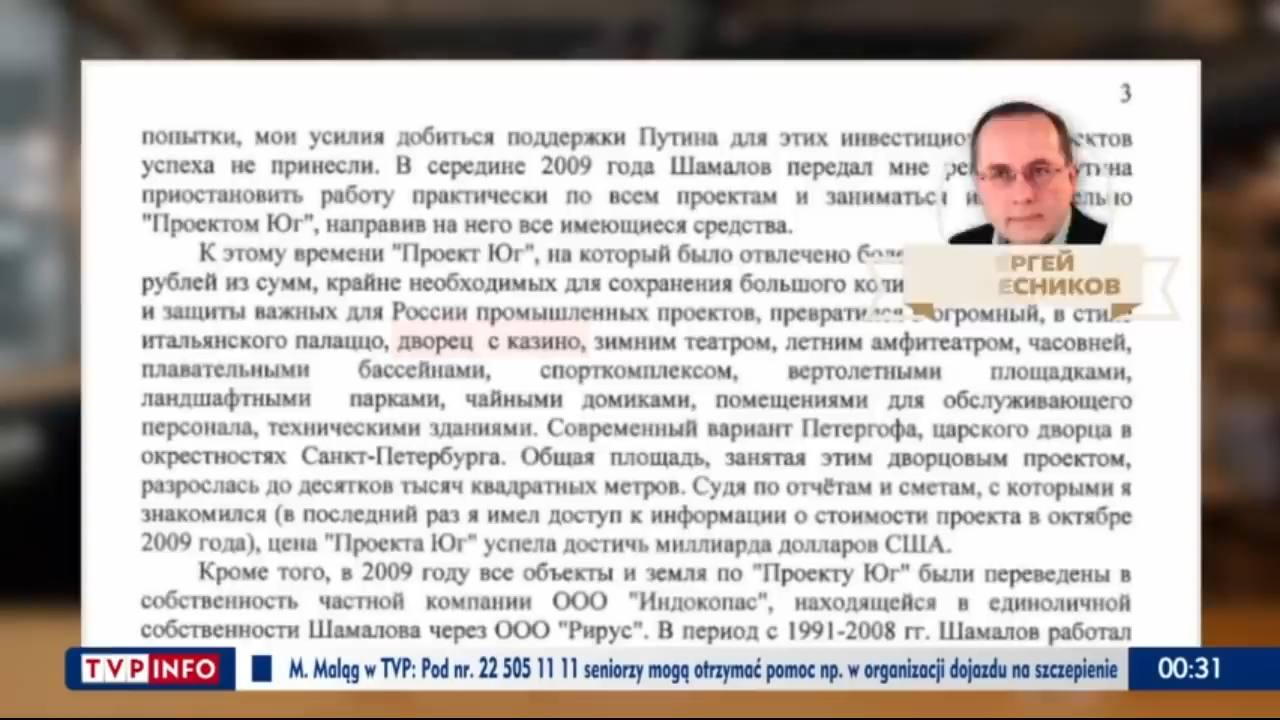 3
попытки, мои усилия добиться поддержки Путина для этих
успеха не принесли. В середине 2009 года Шамалов передал мне
приостановить работу практически по всем проектам и
"Проектом Юг", направив на него все имеющиеся средства.
К этому времени "Проект Юг", на который было отвлечено
рублей из сумм, крайне необходимых для сохранения большого
и защиты важных для России промышленных проектов, огромный, в
итальянского палаццо, дворец с казино, зимним театром, летним амфитеатром, часовней,
плавательными бассейнами, спорткомплексом, вертолетными площадками,
ландшафтными парками, чайными домиками, помещениями для обслуживающего
персонала, техническими зданиями. Современный вариант Петергофа, царского дворца в
окрестностях Санкт-Петербурга. Общая площадь, занятая этим дворцовым проектом,
разрослась до десятков тысяч квадратных метров. Судя по отчётам и сметам, с которыми я
знакомился (в последний раз я имел доступ к информации о стоимости проекта в октябре
2009 года), цена "Проекта Юг" успела достичь миллиарда долларов США.
Кроме того, в 2009 году все объекты и земля по "Проекту Юг" были переведены в
собственность частной компании ООО "Индокопас", находящейся в единоличной
собственности Шамалова через ООО "Рирус". В период с 1991-2008 гг. Шамалов работал
РГЕЙ
ЕСНИКОВ
TVP INFO
M. Maląg w TVP: Pod nr. 22 505 11 11 seniorzy mogą otrzymać pomoc np. w organizacji dojazdu na szczepienie
00:31